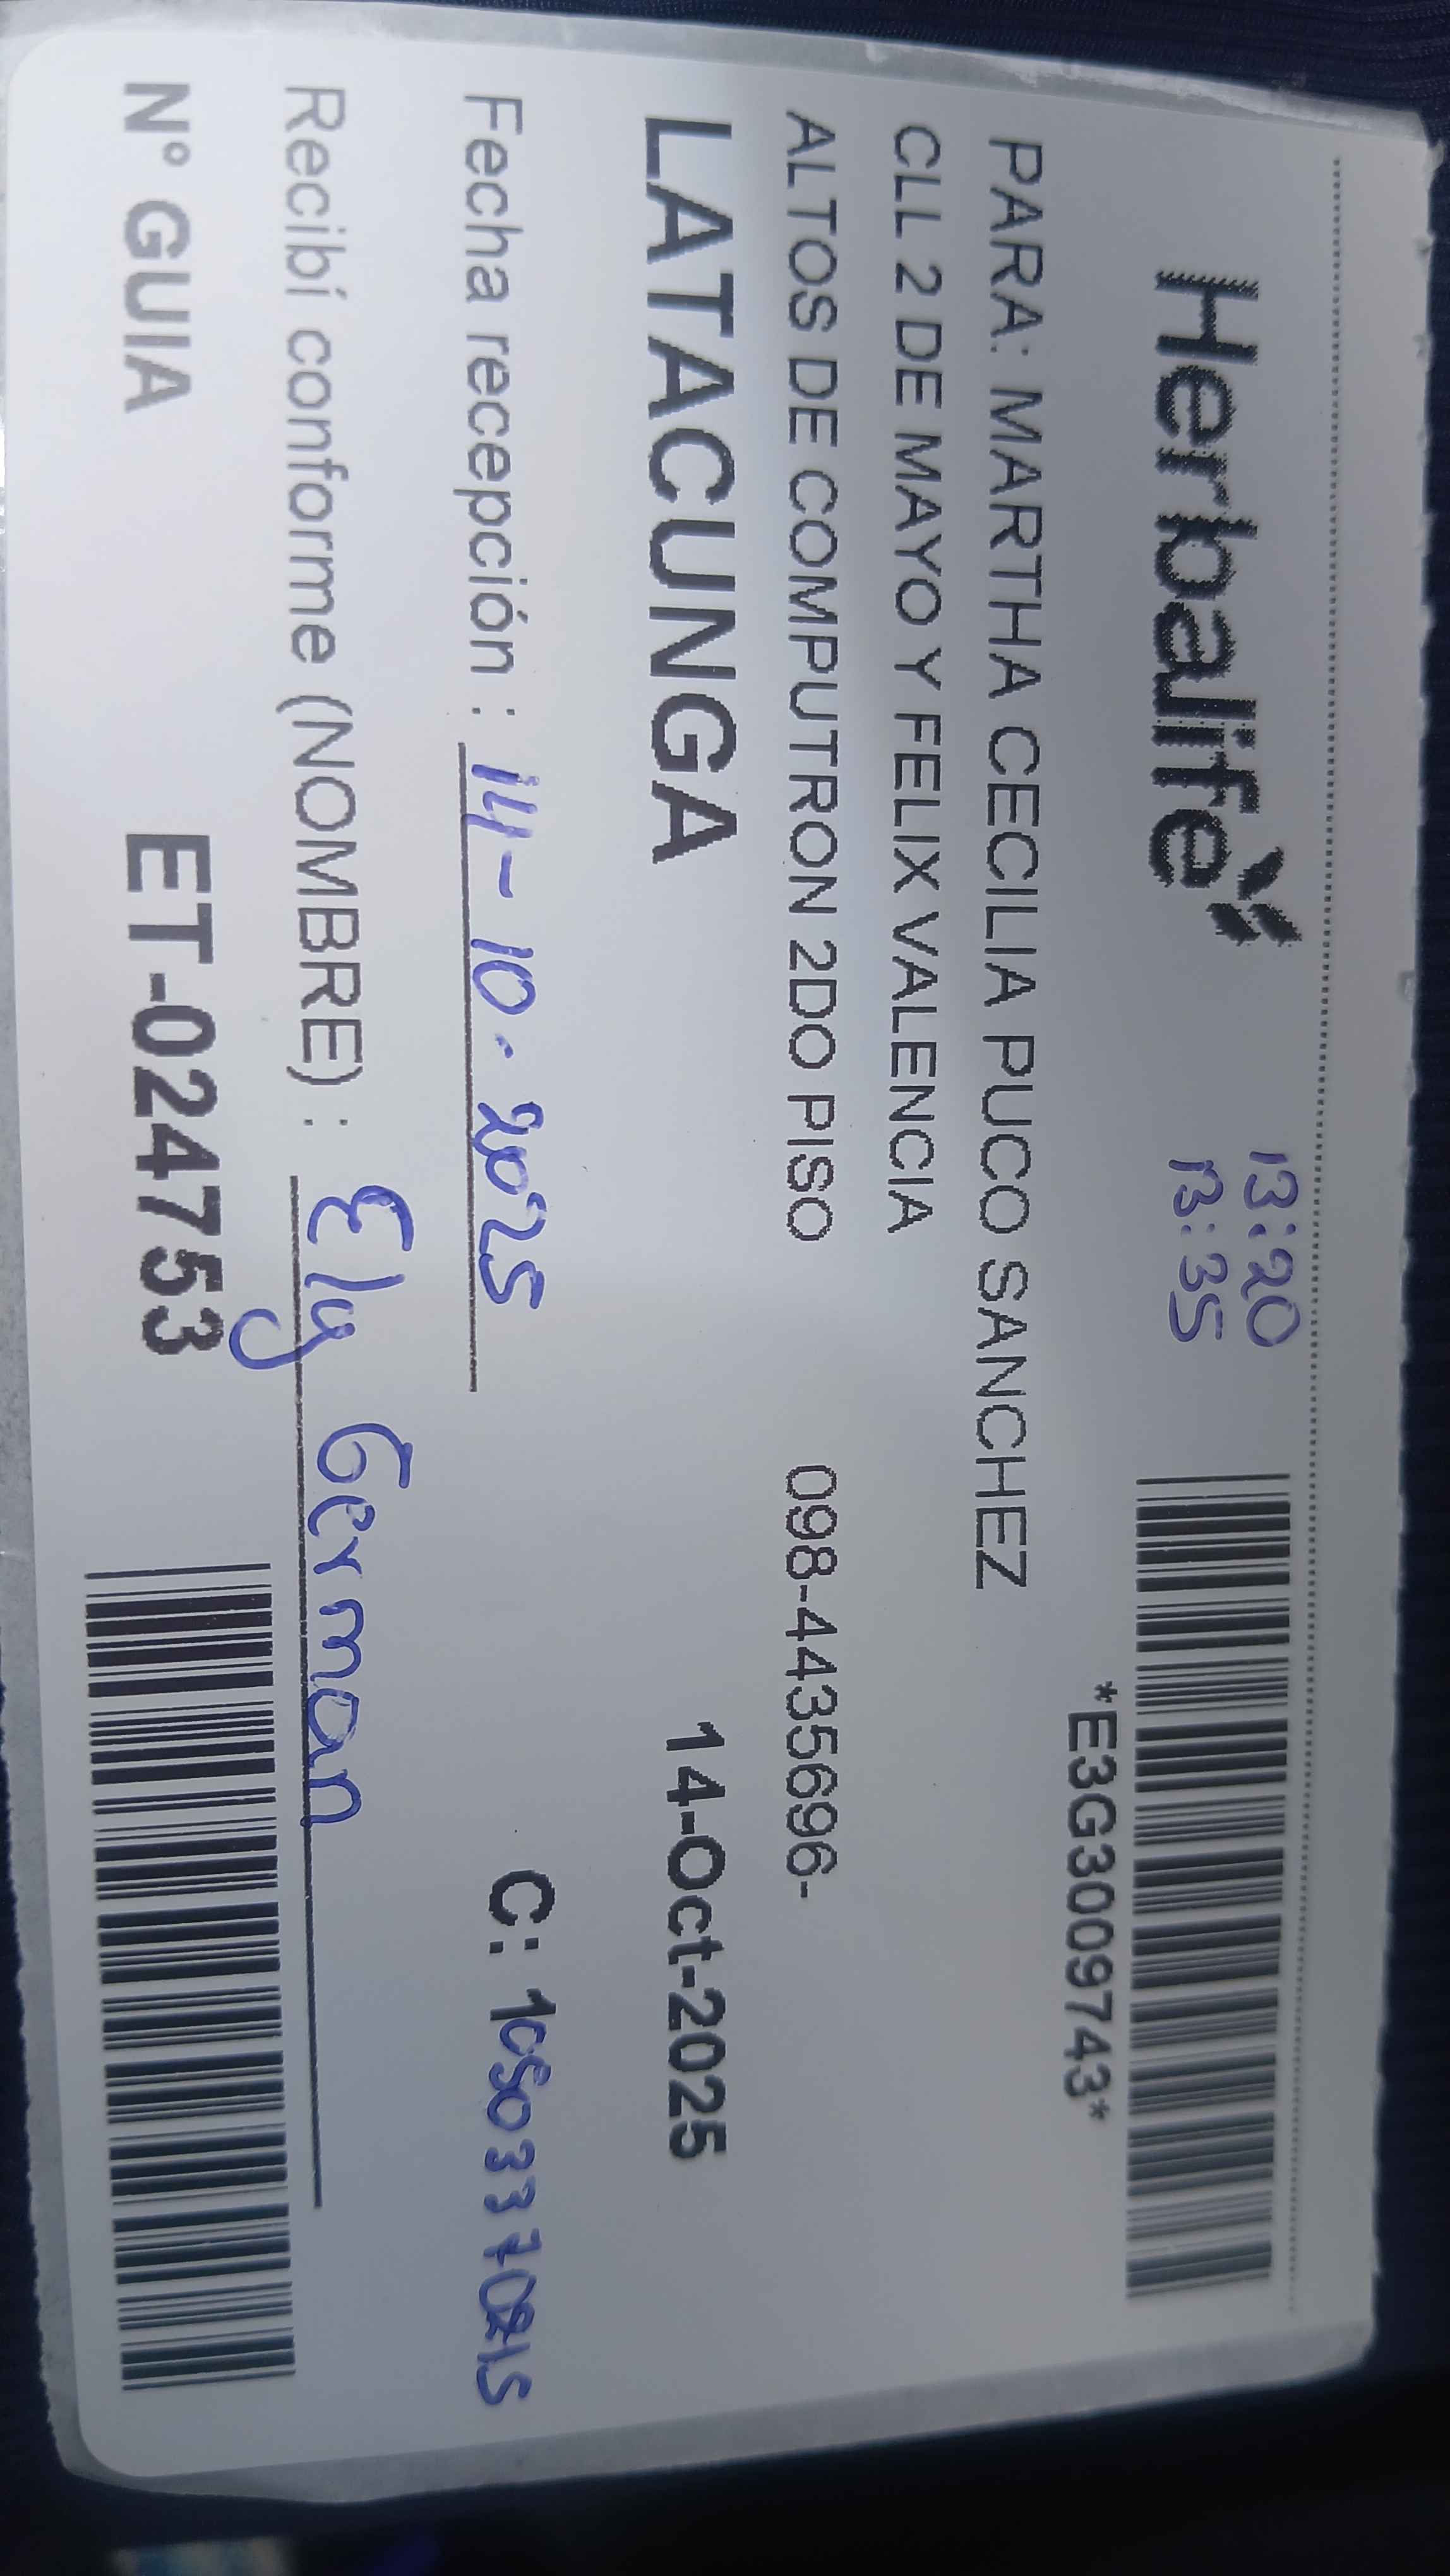 Herbalife
13:20
13:35
*E3G3009743*
PARA: MARTHA CECILIA PUCO SANCHEZ
CLL 2 DE MAYO Y FELIX VALENCIA
ALTOS DE COMPUTRON 2DO PISO 098-4435696-
LATACUNGA 14-Oct-2025
Fecha recepción : 14-10-2025 C:
Recibí conforme (NOMBRE) : Ely German
N° GUIA ET-024753